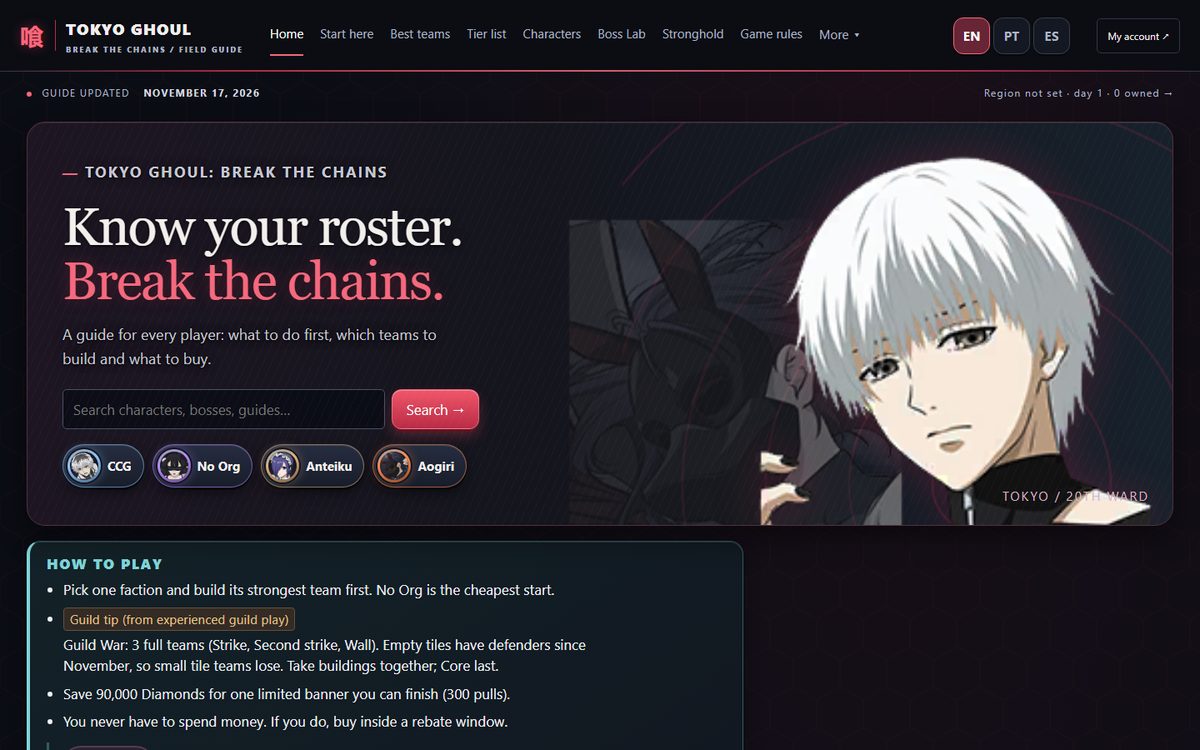 喰
TOKYO GHOUL
BREAK THE CHAINS / FIELD GUIDE
Home Start here Best teams Tier list Characters Boss Lab Stronghold Game rules More ▾
EN PT ES
My account ↗
GUIDE UPDATED NOVEMBER 17, 2026
Region not set · day 1 · 0 owned →
— TOKYO GHOUL: BREAK THE CHAINS
Know your roster.
Break the chains.
A guide for every player: what to do first, which teams to
build and what to buy.
Search characters, bosses, guides...
Search →
CCG No Org Anteiku Aogiri
TOKYO / 20TH WARD
HOW TO PLAY
• Pick one faction and build its strongest team first. No Org is the cheapest start.
• Guild tip (from experienced guild play)
Guild War: 3 full teams (Strike, Second strike, Wall). Empty tiles have defenders since
November, so small tile teams lose. Take buildings together; Core last.
• Save 90,000 Diamonds for one limited banner you can finish (300 pulls).
• You never have to spend money. If you do, buy inside a rebate window.